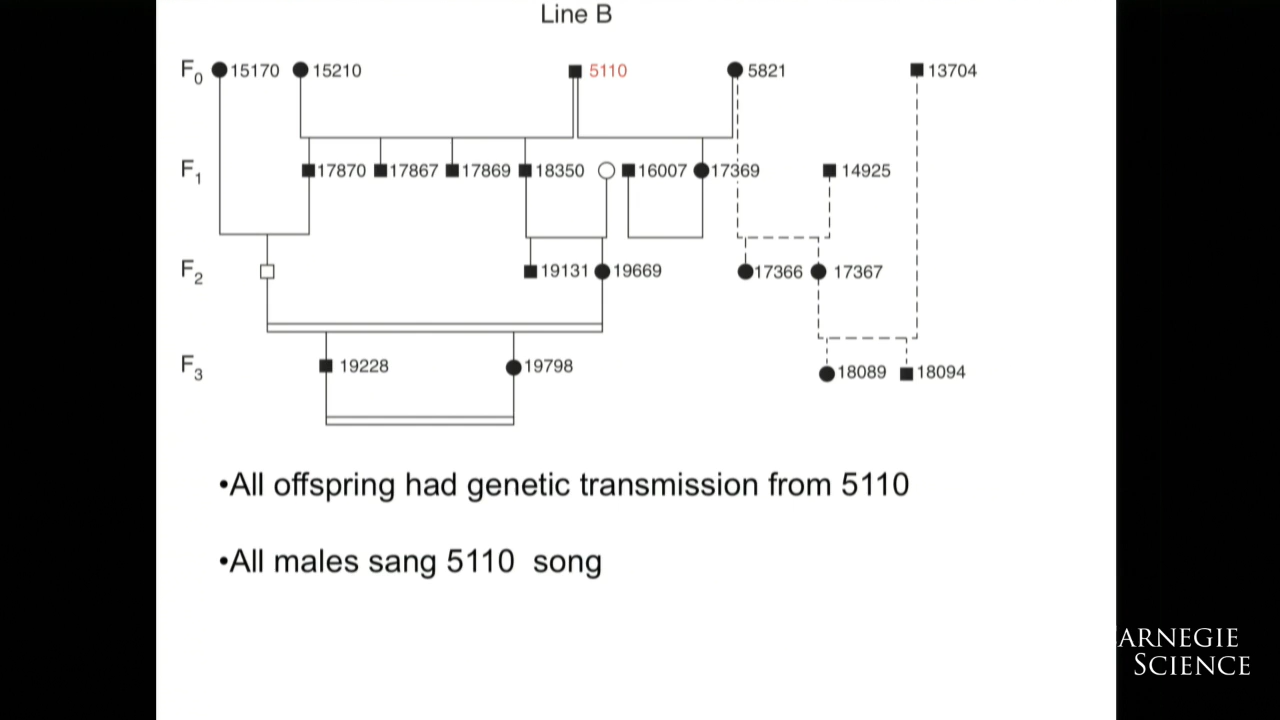 Line B
F0 15170 15210 5110 5821 13704
F1 17870 17867 17869 18350 16007 17369 14925
F2 19131 19669 17366 17367
F3 19228 19798 18089 18094
•All offspring had genetic transmission from 5110
•All males sang 5110 song
CARNEGIE
SCIENCE